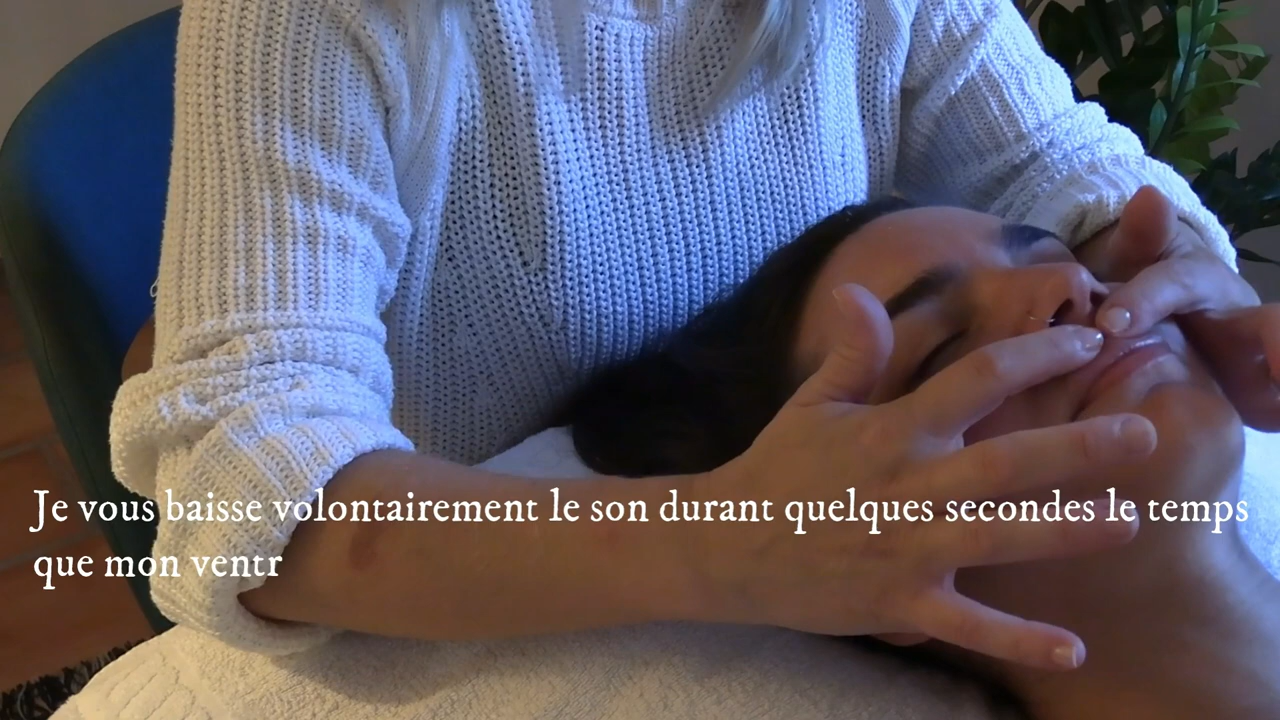 Je vous baisse volontairement le son durant quelques secondes le temps
que mon ventr